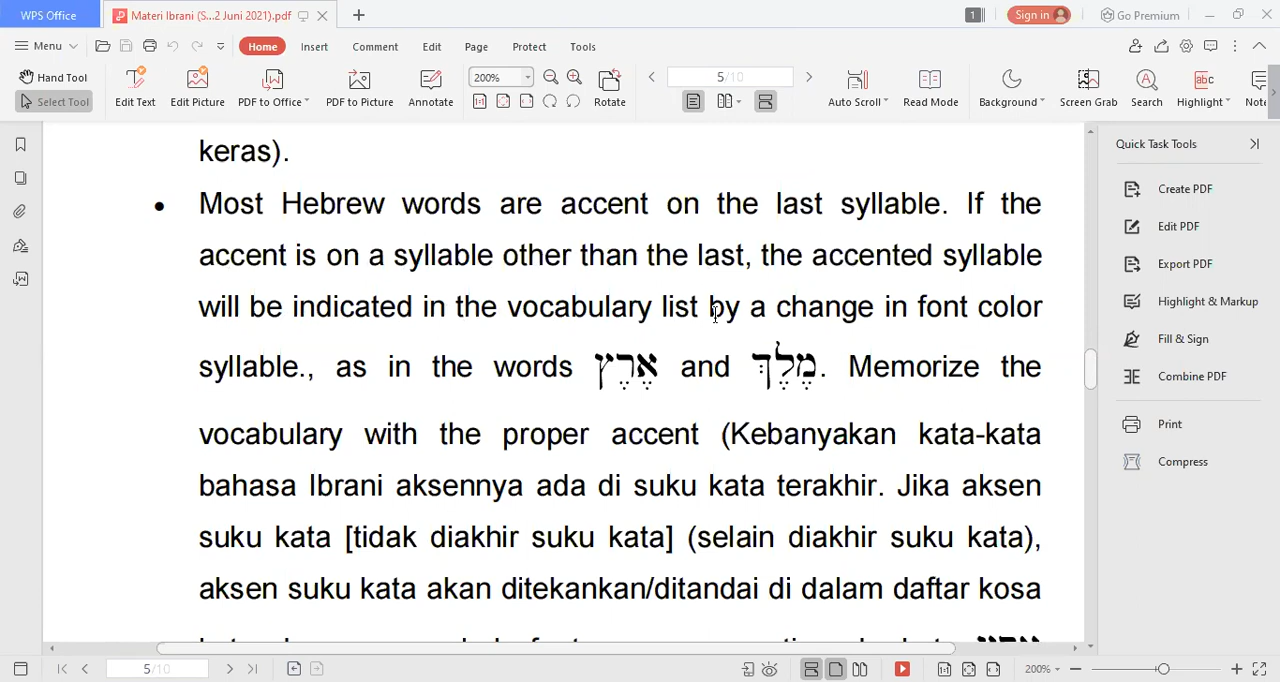 WPS Office
Materi Ibrani (S...2 Juni 2021).pdf
1
Sign in
Go Premium
Menu
Home
Insert
Comment
Edit
Page
Protect
Tools
Hand Tool
Select Tool
Edit Text
Edit Picture
PDF to Office
PDF to Picture
Annotate
200%
Rotate
5/10
Auto Scroll
Read Mode
Background
Screen Grab
Search
Highlight
Note
keras).
• Most Hebrew words are accent on the last syllable. If the
accent is on a syllable other than the last, the accented syllable
will be indicated in the vocabulary list by a change in font color
syllable., as in the words אֶרֶץ and מֶלֶךְ. Memorize the
vocabulary with the proper accent (Kebanyakan kata-kata
bahasa Ibrani aksennya ada di suku kata terakhir. Jika aksen
suku kata [tidak diakhir suku kata] (selain diakhir suku kata),
aksen suku kata akan ditekankan/ditandai di dalam daftar kosa
Quick Task Tools
Create PDF
Edit PDF
Export PDF
Highlight & Markup
Fill & Sign
Combine PDF
Print
Compress
5/10
200%